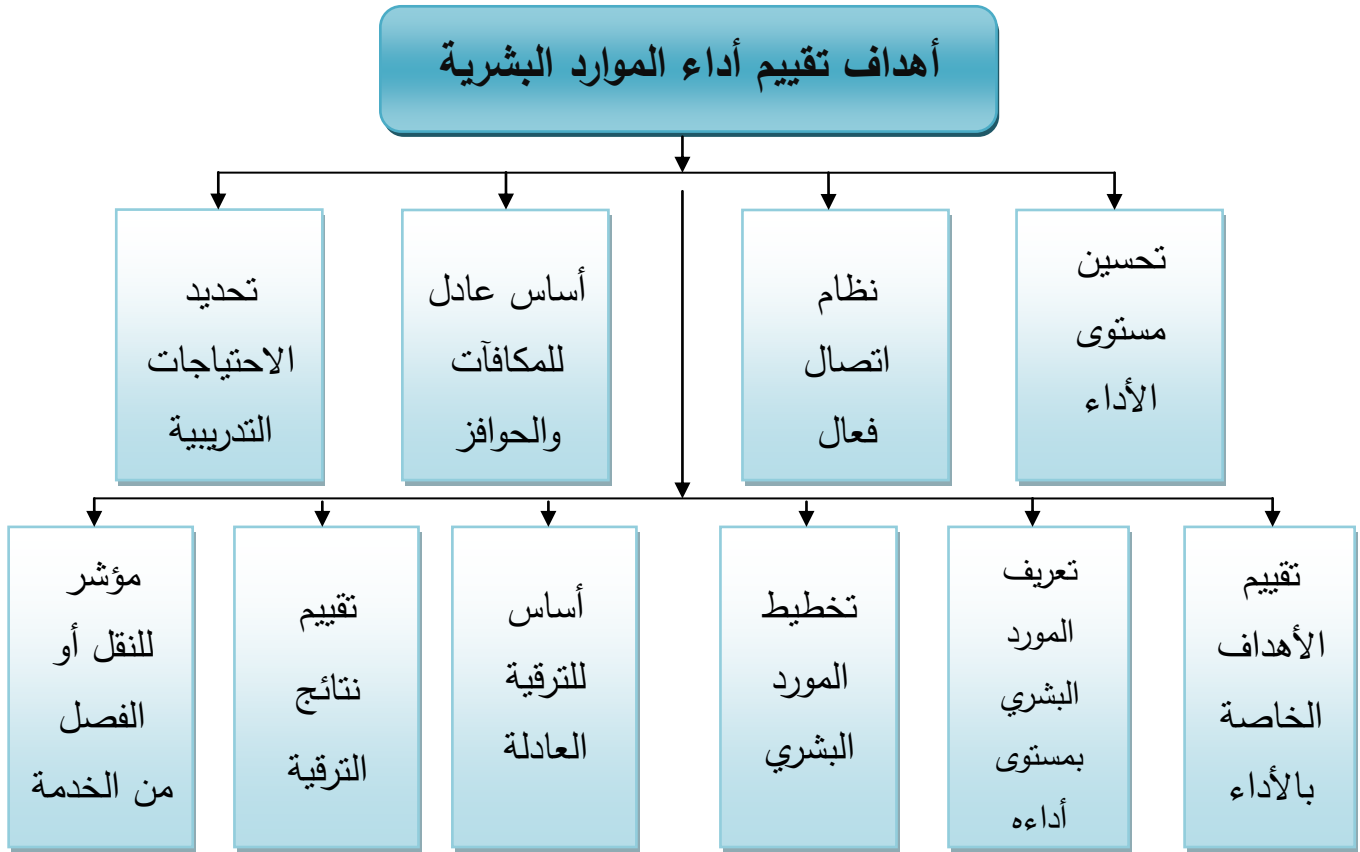 أهداف تقييم أداء الموارد البشرية
تحسين
مستوى
الأداء
نظام
اتصال
فعال
أساس عادل
للمكافآت
والحوافز
تحديد
الاحتياجات
التدريبية
تقييم
الأهداف
الخاصة
بالأداء
تعريف
المورد
البشري
بمستوى
أداءه
تخطيط
المورد
البشري
أساس
للترقية
العادلة
تقييم
نتائج
الترقية
مؤشر
للنقل أو
الفصل
من الخدمة